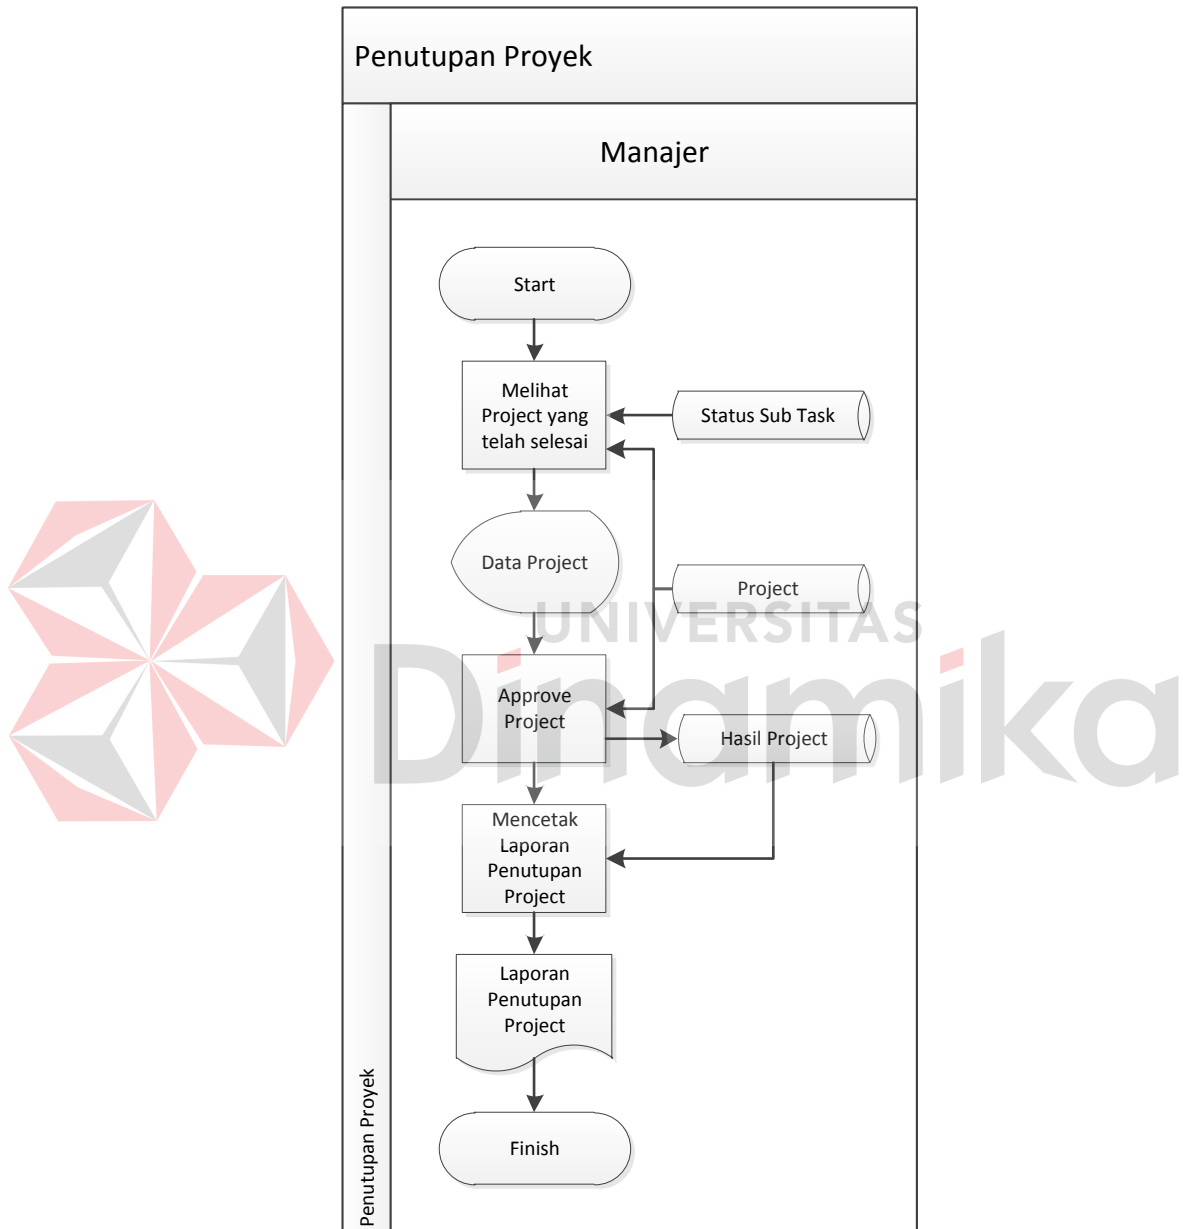 Penutupan Proyek
Manajer
Start
Melihat
Project yang
telah selesai
Status Sub Task
Data Project
Project
UNIVERSITAS
Dinamika
Approve
Project
Hasil Project
Mencetak
Laporan
Penutupan
Project
Laporan
Penutupan
Project
Finish
Penutupan Proyek